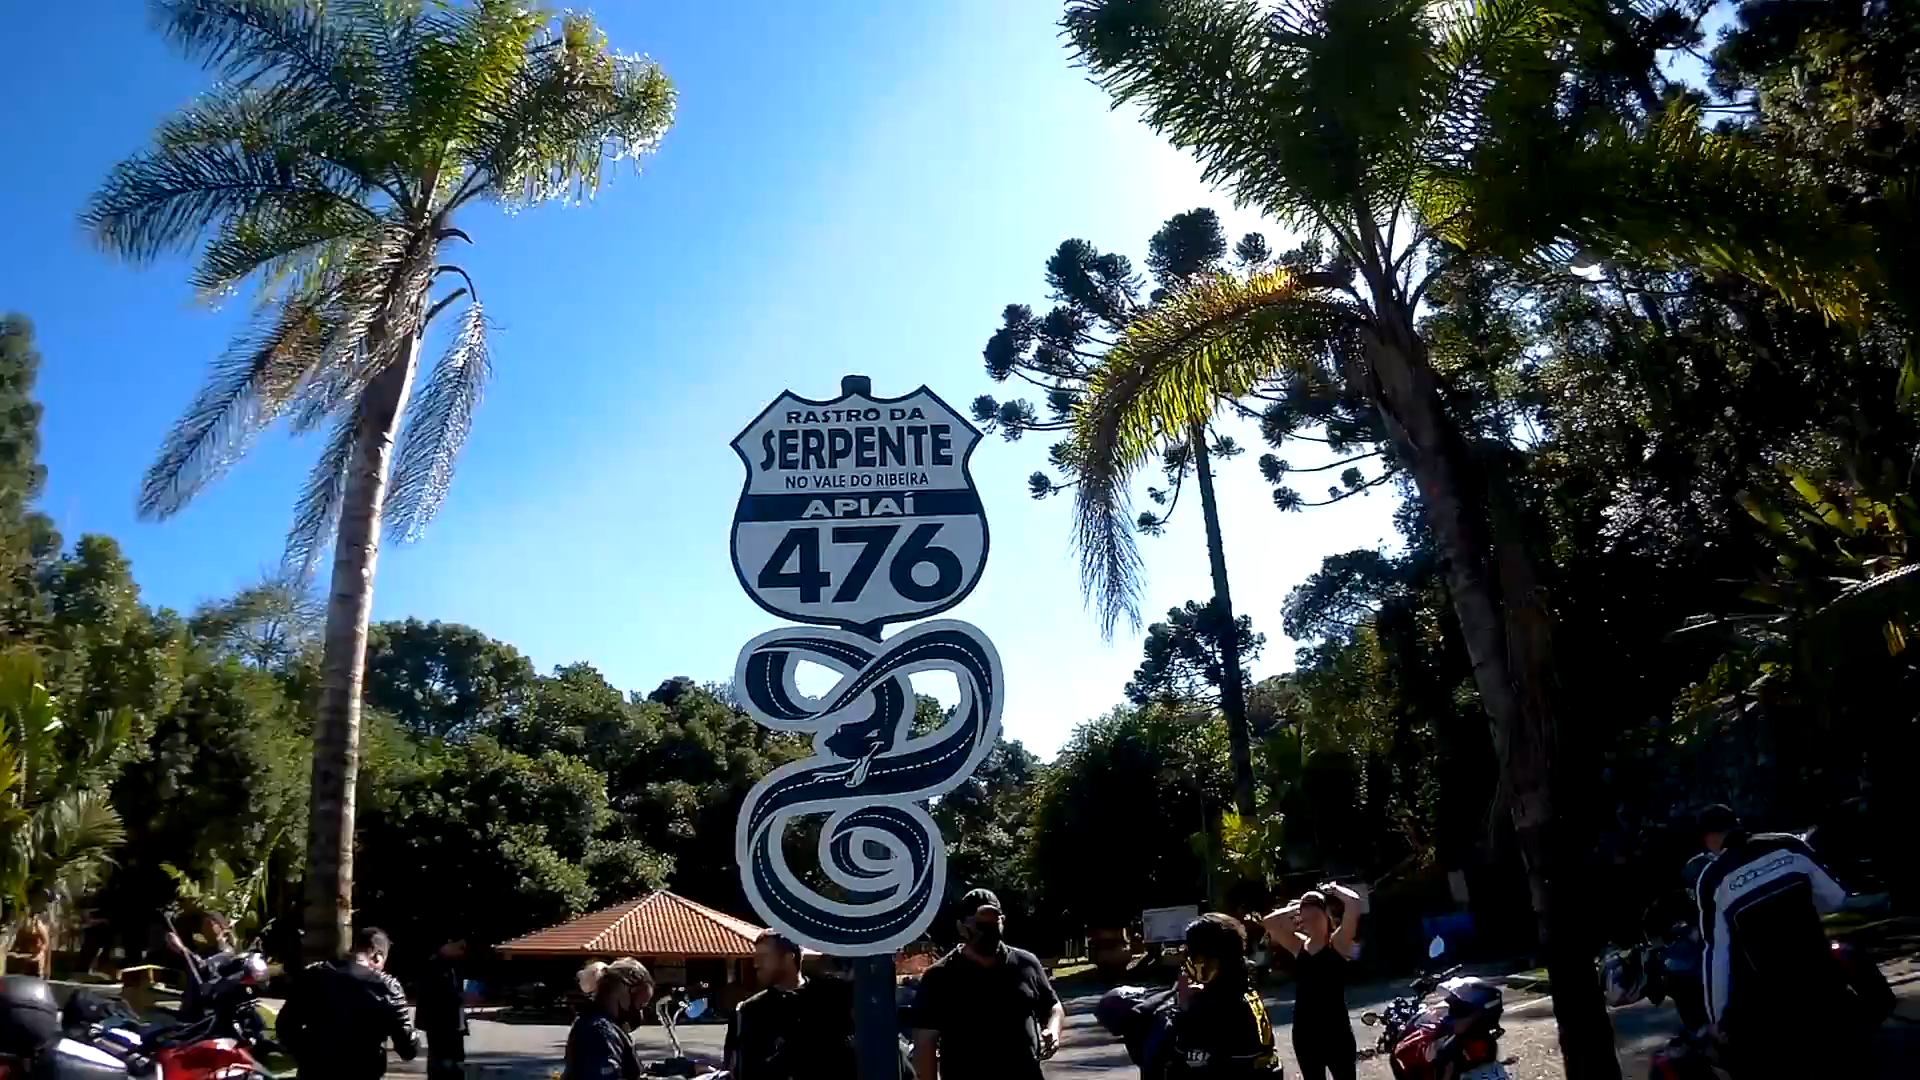 RASTRO DA
SERPENTE
NO VALE DO RIBEIRA
APIAÍ
476